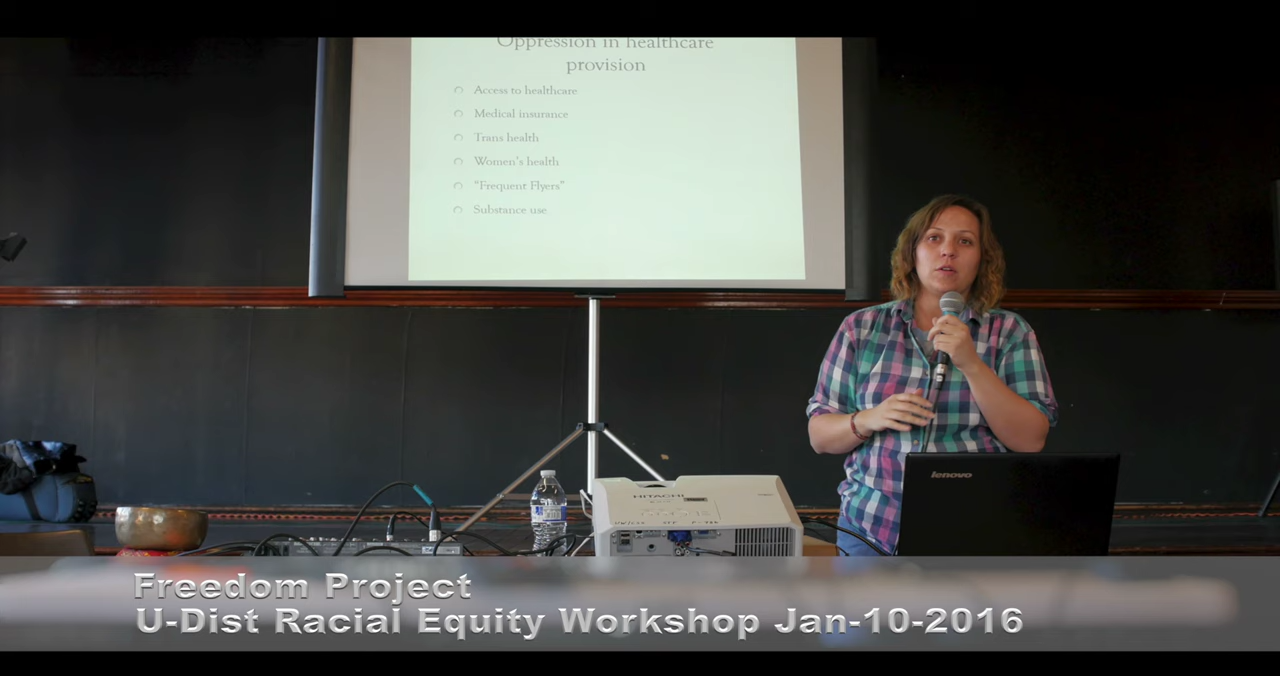 Oppression in healthcare
provision
Access to healthcare
Medical insurance
Trans health
Women's health
"Frequent Flyers"
Substance use
lenovo
HITACHI
Freedom Project
U-Dist Racial Equity Workshop Jan-10-2016